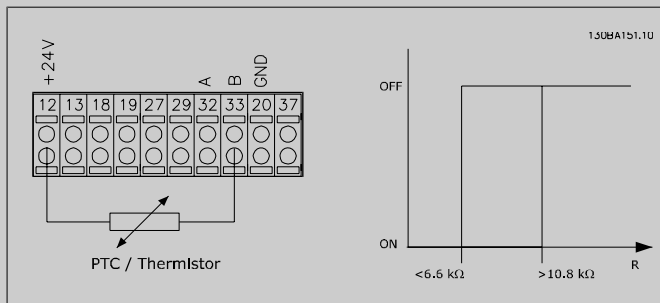 130BA151.10
+24V
A
B
GND
12 13 18 19 27 29 32 33 20 37
PTC / Thermistor
OFF
ON
<6.6 kΩ
>10.8 kΩ
R